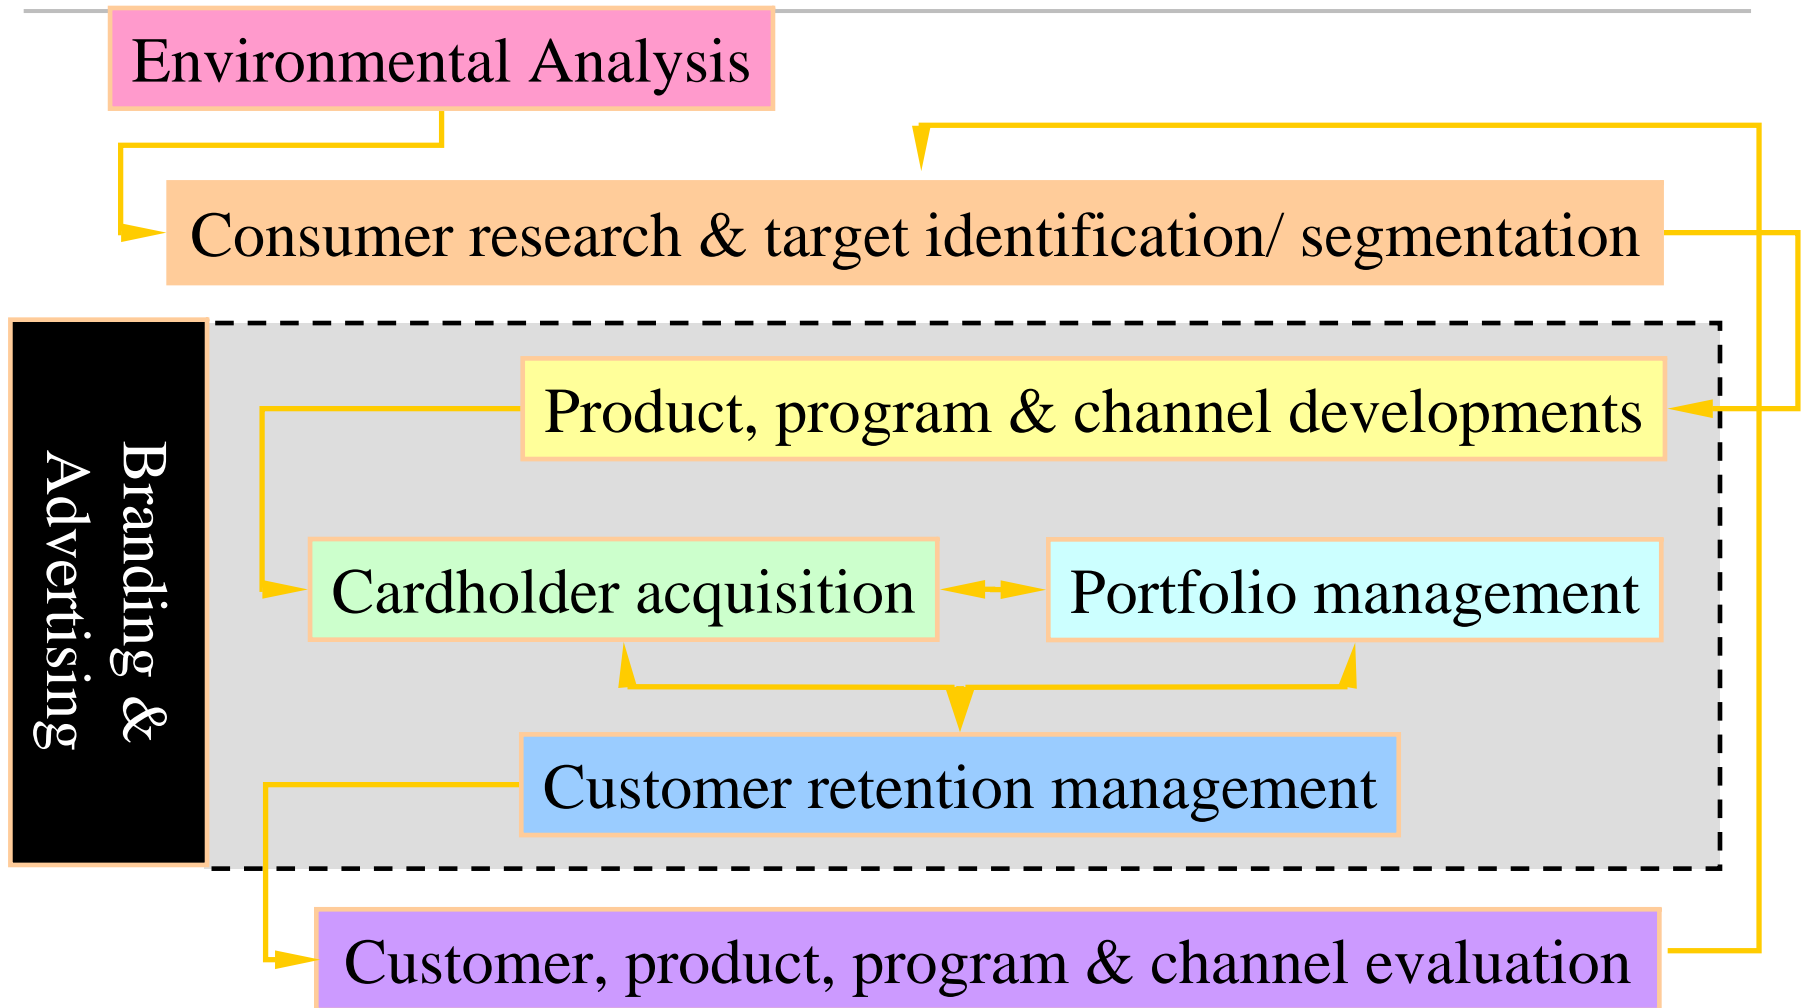 Environmental Analysis
Consumer research & target identification/ segmentation
Branding &
Advertising
Product, program & channel developments
Cardholder acquisition
Portfolio management
Customer retention management
Customer, product, program & channel evaluation